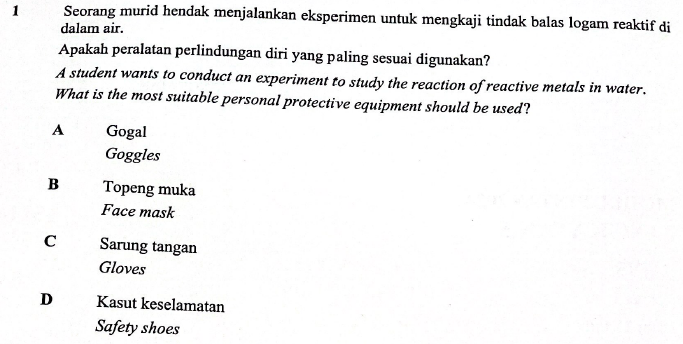 1 Seorang murid hendak menjalankan eksperimen untuk mengkaji tindak balas logam reaktif di
dalam air.
Apakah peralatan perlindungan diri yang paling sesuai digunakan?
A student wants to conduct an experiment to study the reaction of reactive metals in water.
What is the most suitable personal protective equipment should be used?
A Gogal
Goggles
B Topeng muka
Face mask
C Sarung tangan
Gloves
D Kasut keselamatan
Safety shoes